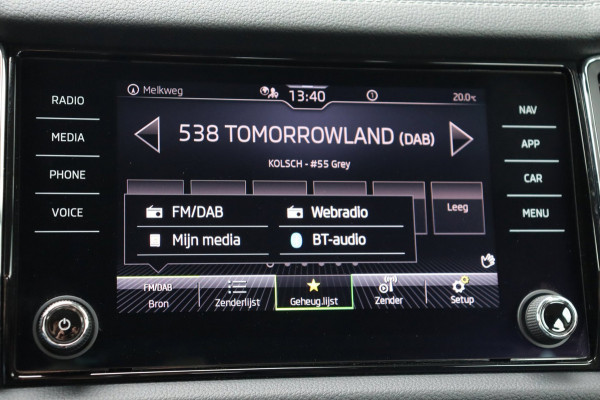 RADIO
MEDIA
PHONE
VOICE
Melkweg
13:40
1
20.0°C
538 TOMORROWLAND (DAB)
KOLSCH - #55 Grey
FM/DAB
Webradio
Mijn media
BT-audio
Leeg
FM/DAB
Bron
Zenderlijst
Geheug.lijst
Zender
Setup
NAV
APP
CAR
MENU